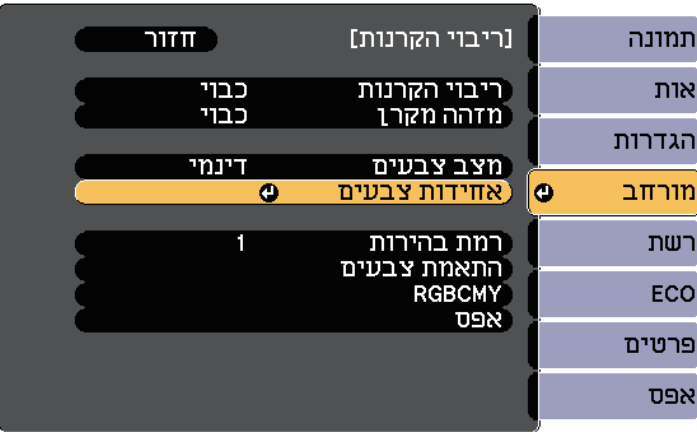 [ריבוי הקרנות] חזור
ריבוי הקרנות כבוי
מזהה מקרן כבוי
מצב צבעים דינמי
אחידות צבעים
רמת בהירות 1
התאמת צבעים
RGBCMY
אפס
תמונה
אות
הגדרות
מורחב
רשת
ECO
פרטים
אפס